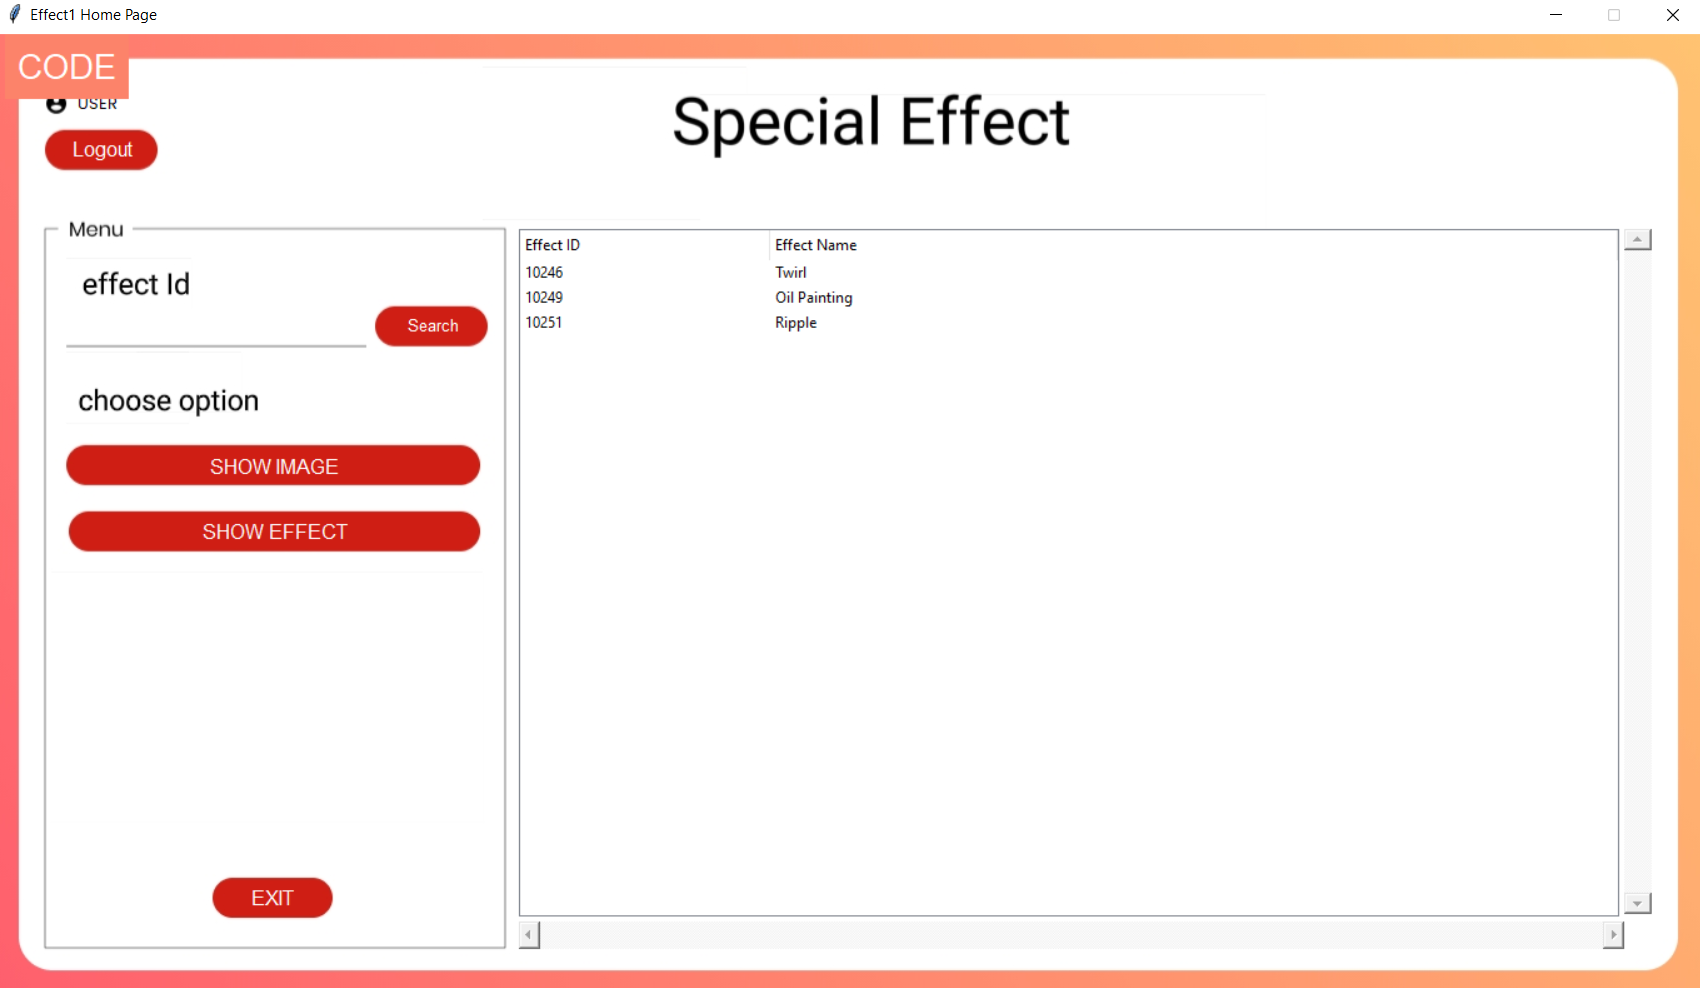 Effect1 Home Page
CODE
USER
Logout
Special Effect
Menu
effect Id
Search
choose option
SHOW IMAGE
SHOW EFFECT
EXIT
Effect ID Effect Name
10246 Twirl
10249 Oil Painting
10251 Ripple